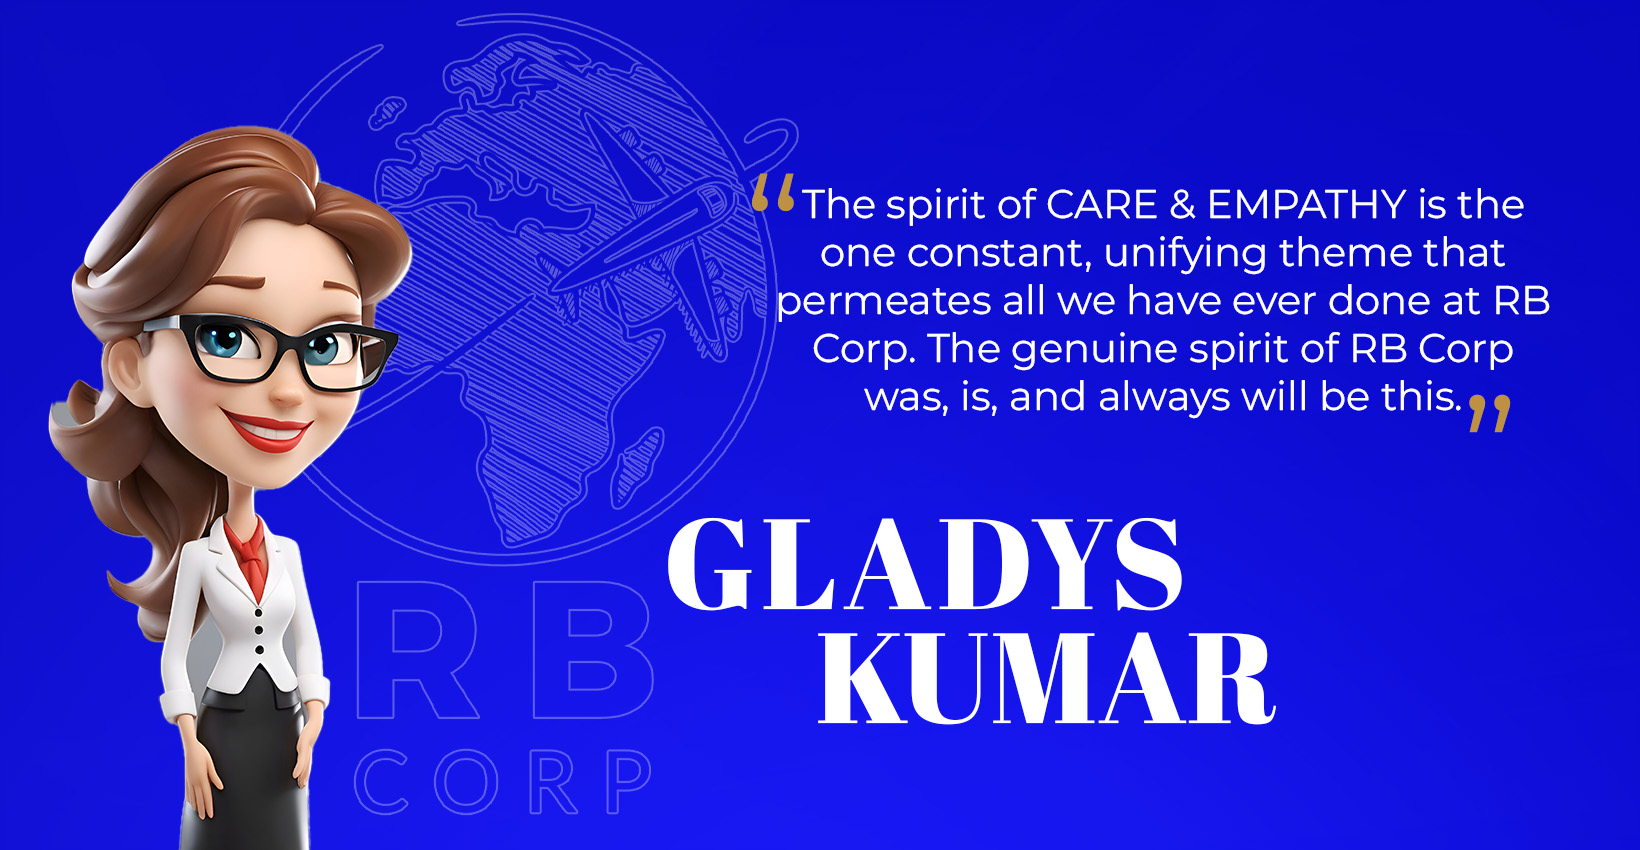 “The spirit of CARE & EMPATHY is the
one constant, unifying theme that
permeates all we have ever done at RB
Corp. The genuine spirit of RB Corp
was, is, and always will be this.”
GLADYS
KUMAR
RB
CORP